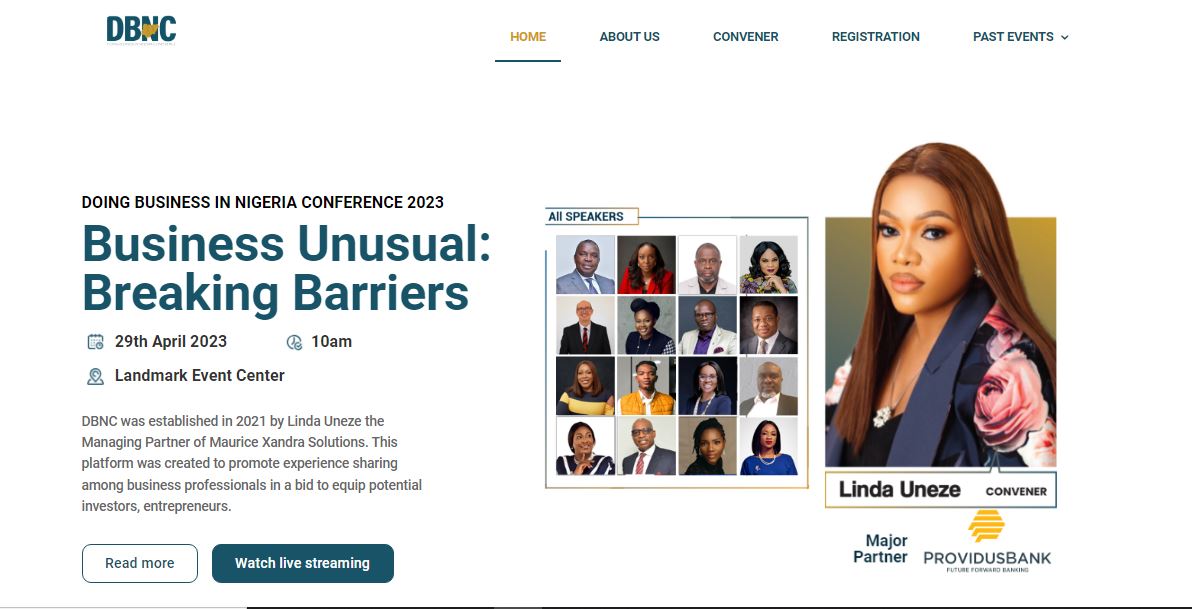 DBNC
HOME
ABOUT US
CONVENER
REGISTRATION
PAST EVENTS
DOING BUSINESS IN NIGERIA CONFERENCE 2023
Business Unusual:
Breaking Barriers
29th April 2023
10am
Landmark Event Center
DBNC was established in 2021 by Linda Uneze the
Managing Partner of Maurice Xandra Solutions. This
platform was created to promote experience sharing
among business professionals in a bid to equip potential
investors, entrepreneurs.
Read more
Watch live streaming
All SPEAKERS
Linda Uneze
CONVENER
Major
Partner
PROVIDUSBANK
FUTURE FORWARD BANKING